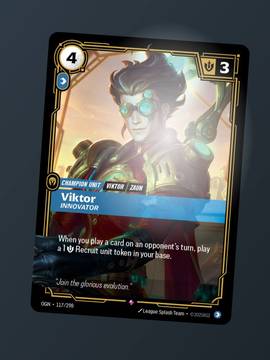 4
3
CHAMPION UNIT VIKTOR ZAUN
Viktor
INNOVATOR
When you play a card on an opponent's turn, play
a 1 Recruit unit token in your base.
"Join the glorious evolution."
OGN • 117/298
League Splash Team • ©2025